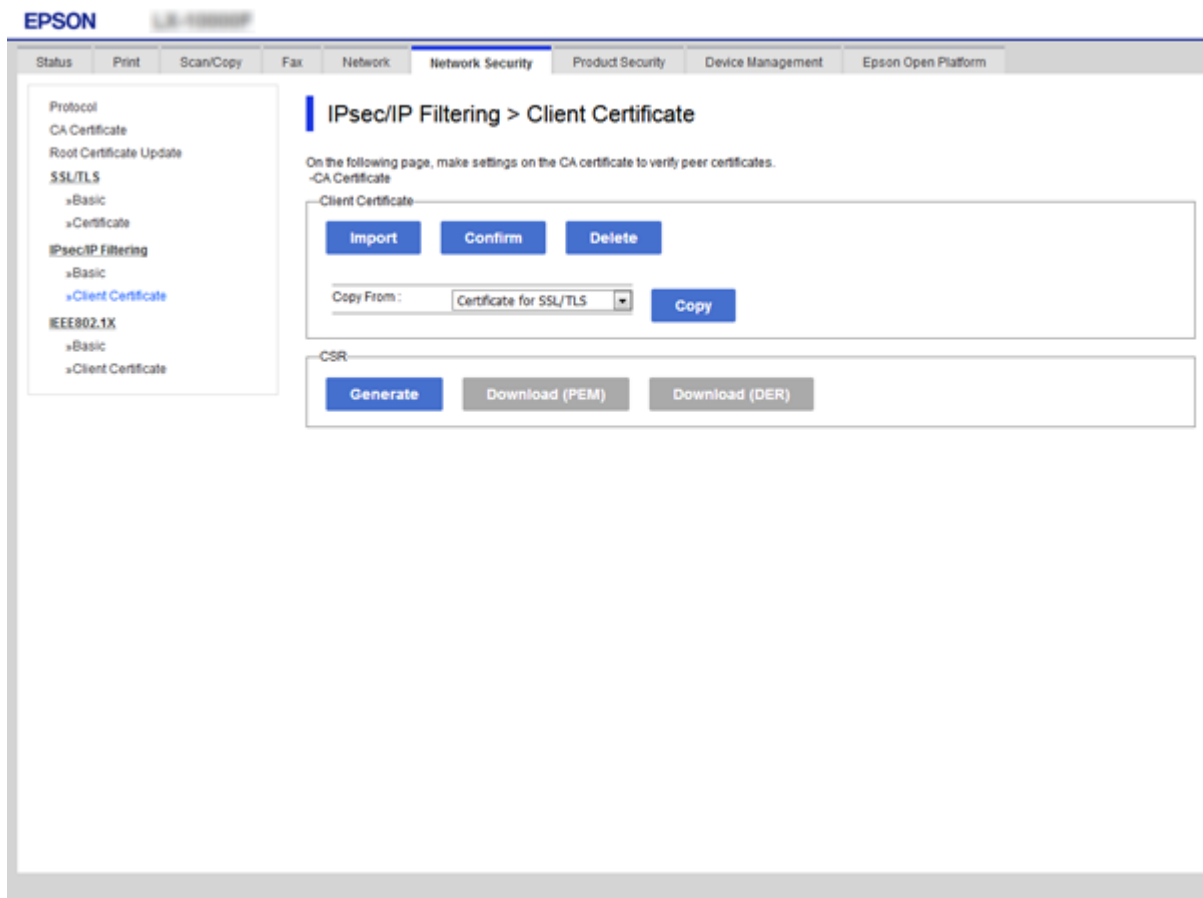 EPSON
Status Print Scan/Copy Fax Network Network Security Product Security Device Management Epson Open Platform
Protocol
CA Certificate
Root Certificate Update
SSL/TLS
»Basic
»Certificate
IPsec/IP Filtering
»Basic
»Client Certificate
IEEE802.1X
»Basic
»Client Certificate
IPsec/IP Filtering > Client Certificate
On the following page, make settings on the CA certificate to verify peer certificates.
-CA Certificate
Client Certificate
Import Confirm Delete
Copy From : Certificate for SSL/TLS Copy
CSR
Generate Download (PEM) Download (DER)